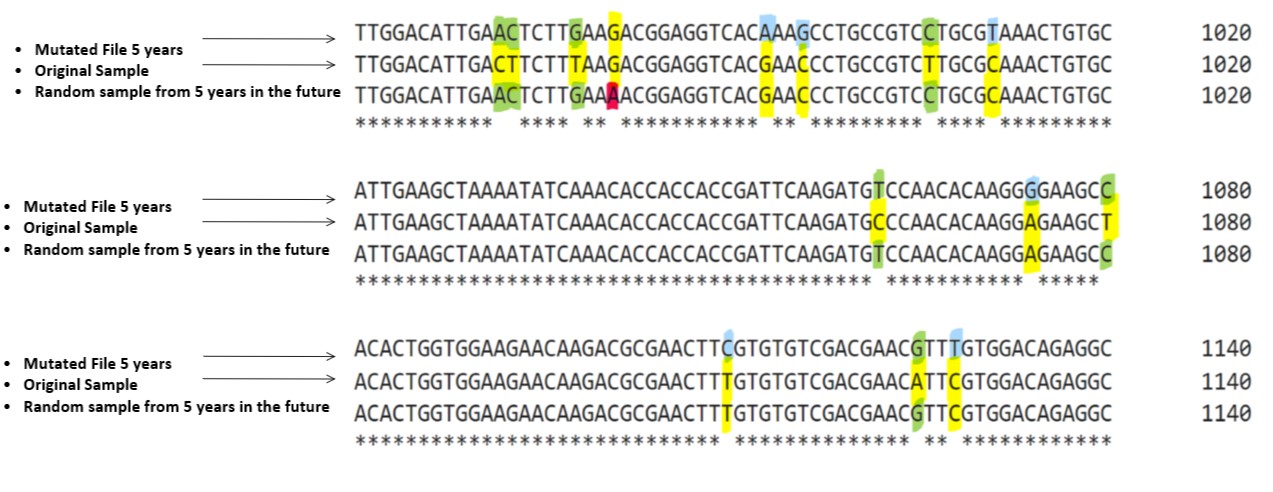 TTGGACATTGAACTCTTGAAGACGGAGGTCACAAAGCCTGCCGTCCTGCGTAAACTGTGC 1020
• Mutated File 5 years
TTGGACATTGACTTCTTTAAGACGGAGGTCACGAACCCTGCCGTCTTGCGCAAACTGTGC 1020
• Original Sample
TTGGACATTGAACTCTTGAAAACGGAGGTCACGAACCCTGCCGTCCTGCGCAAACTGTGC 1020
• Random sample from 5 years in the future
***********  **** ** *********** ** ********* **** *********
ATTGAAGCTAAAATATCAAACACCACCACCGATTCAAGATGTCCAACACAAGGGGAAGCC 1080
• Mutated File 5 years
ATTGAAGCTAAAATATCAAACACCACCACCGATTCAAGATGCCCAACACAAGGAGAAGCT 1080
• Original Sample
ATTGAAGCTAAAATATCAAACACCACCACCGATTCAAGATGTCCAACACAAGGAGAAGCC 1080
• Random sample from 5 years in the future
***************************************** *********** *****
ACACTGGTGGAAGAACAAGACGCGAACTTCGTGTGTCGACGAACGTTTGTGGACAGAGGC 1140
• Mutated File 5 years
ACACTGGTGGAAGAACAAGACGCGAACTTTGTGTGTCGACGAACATTCGTGGACAGAGGC 1140
• Original Sample
ACACTGGTGGAAGAACAAGACGCGAACTTTGTGTGTCGACGAACGTTCGTGGACAGAGGC 1140
• Random sample from 5 years in the future
***************************** ************** ** ************